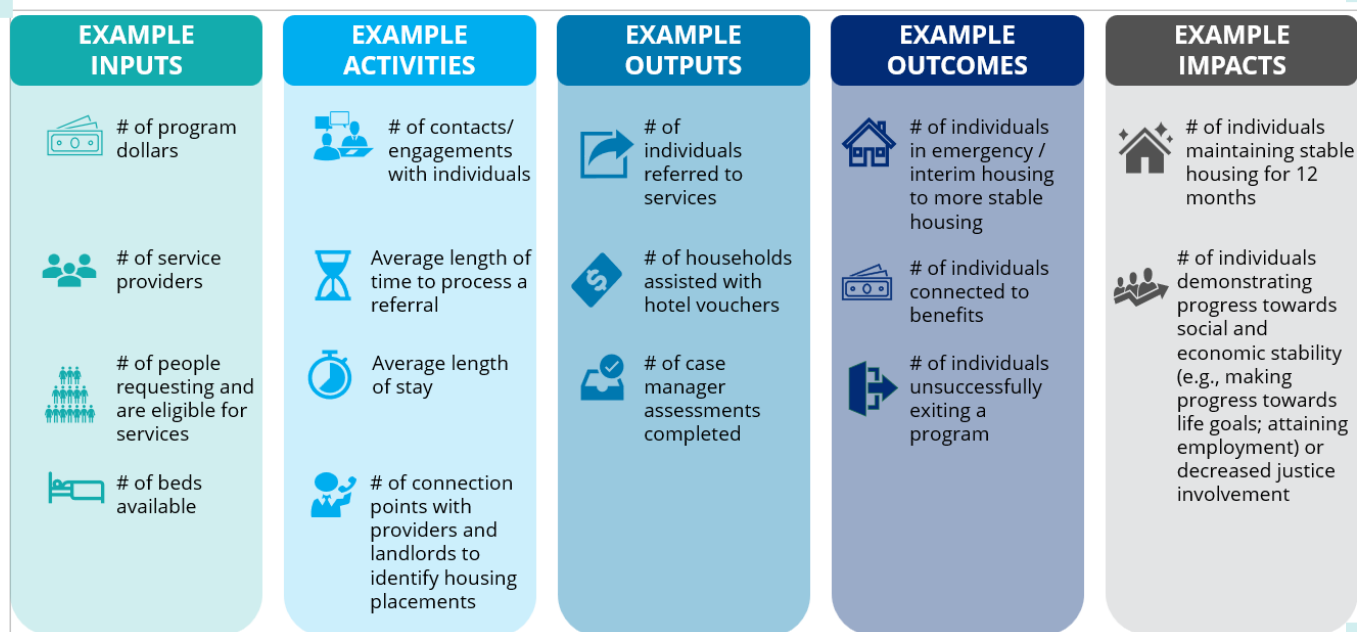 EXAMPLE
INPUTS
# of program
dollars
# of service
providers
# of people
requesting and
are eligible for
services
# of beds
available
EXAMPLE
ACTIVITIES
# of contacts/
engagements
with individuals
Average length of
time to process a
referral
Average length
of stay
# of connection
points with
providers and
landlords to
identify housing
placements
EXAMPLE
OUTPUTS
# of
individuals
referred to
services
# of households
assisted with
hotel vouchers
# of case
manager
assessments
completed
EXAMPLE
OUTCOMES
# of individuals
in emergency /
interim housing
to more stable
housing
# of individuals
connected to
benefits
# of individuals
unsuccessfully
exiting a
program
EXAMPLE
IMPACTS
# of individuals
maintaining stable
housing for 12
months
# of individuals
demonstrating
progress towards
social and
economic stability
(e.g., making
progress towards
life goals; attaining
employment) or
decreased justice
involvement